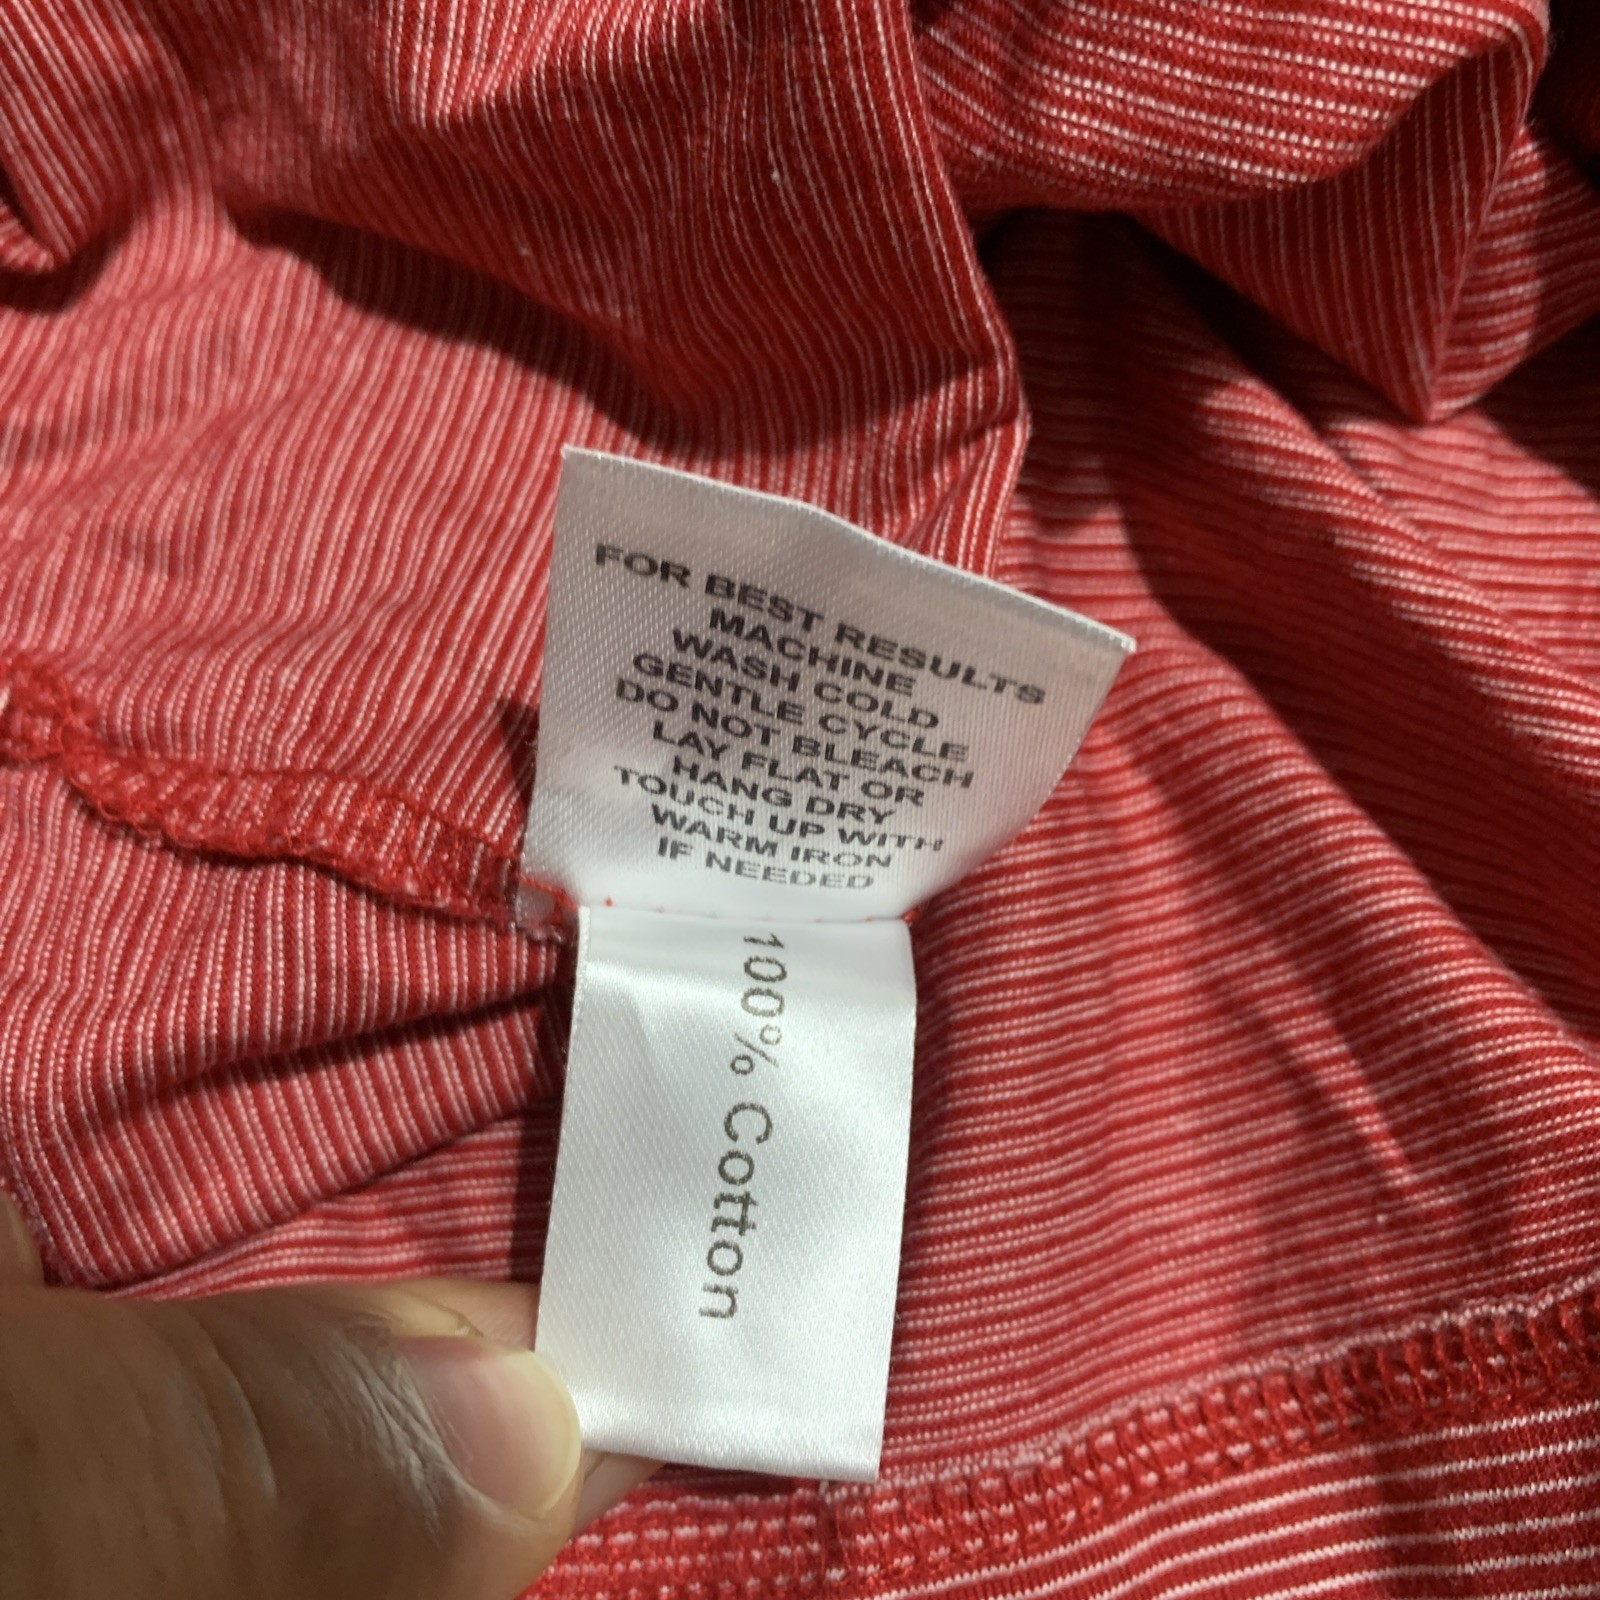 FOR BEST RESULTS
MACHINE
WASH COLD
GENTLE CYCLE
DO NOT BLEACH
LAY FLAT OR
HANG DRY
TOUCH UP WITH
WARM IRON
IF NEEDED
100% Cotton